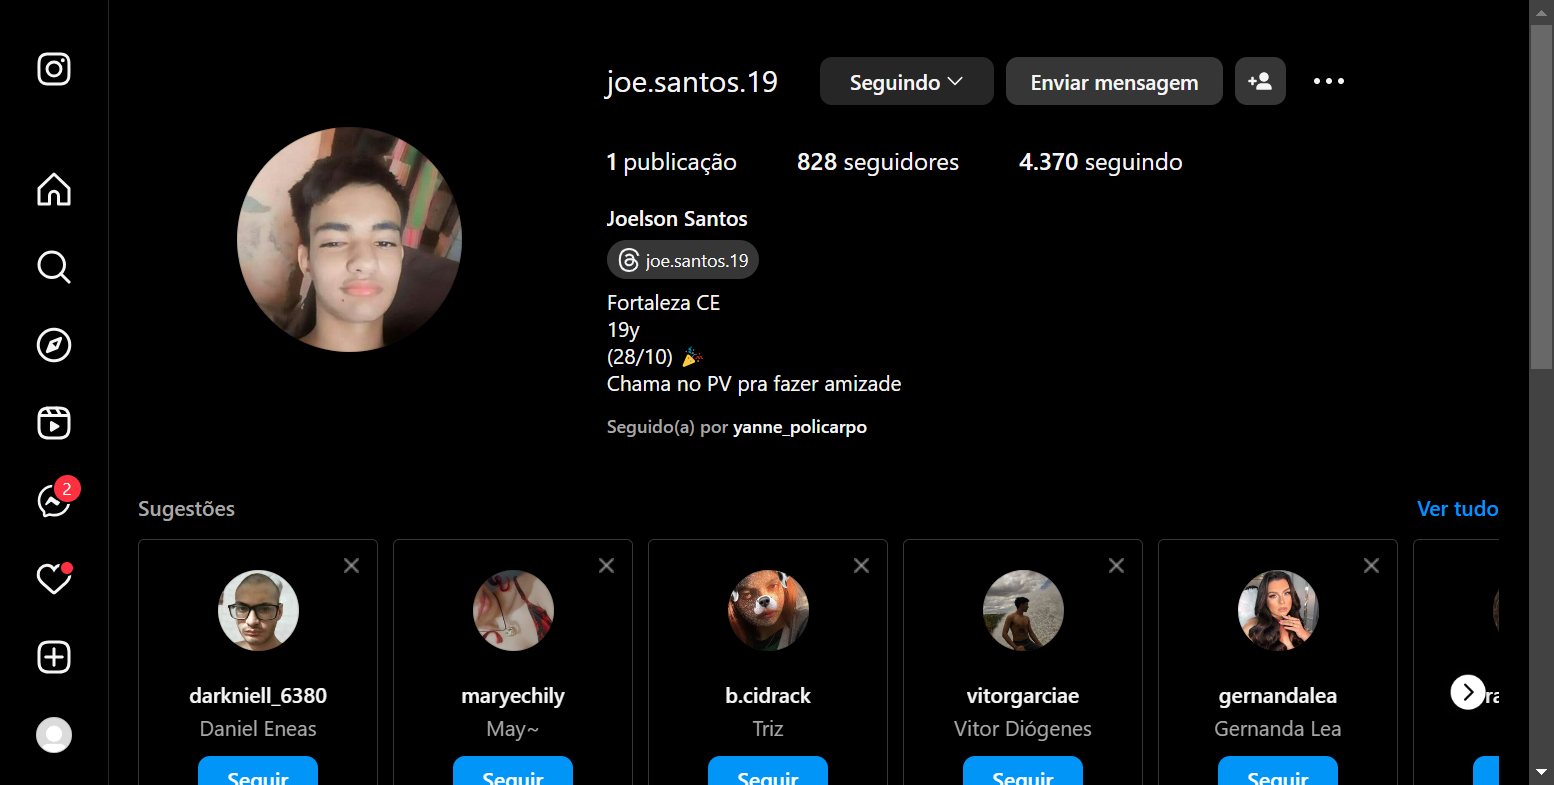 joe.santos.19
Seguindo
Enviar mensagem
1 publicação
828 seguidores
4.370 seguindo
Joelson Santos
joe.santos.19
Fortaleza CE
19y
(28/10) 🎉
Chama no PV pra fazer amizade
Seguido(a) por yanne_policarpo
2
Sugestões
Ver tudo
darkniell_6380
Daniel Eneas
Seguir
maryechily
May~
Seguir
b.cidrack
Triz
Seguir
vitorgarciae
Vitor Diógenes
Seguir
gernandalea
Gernanda Lea
Seguir